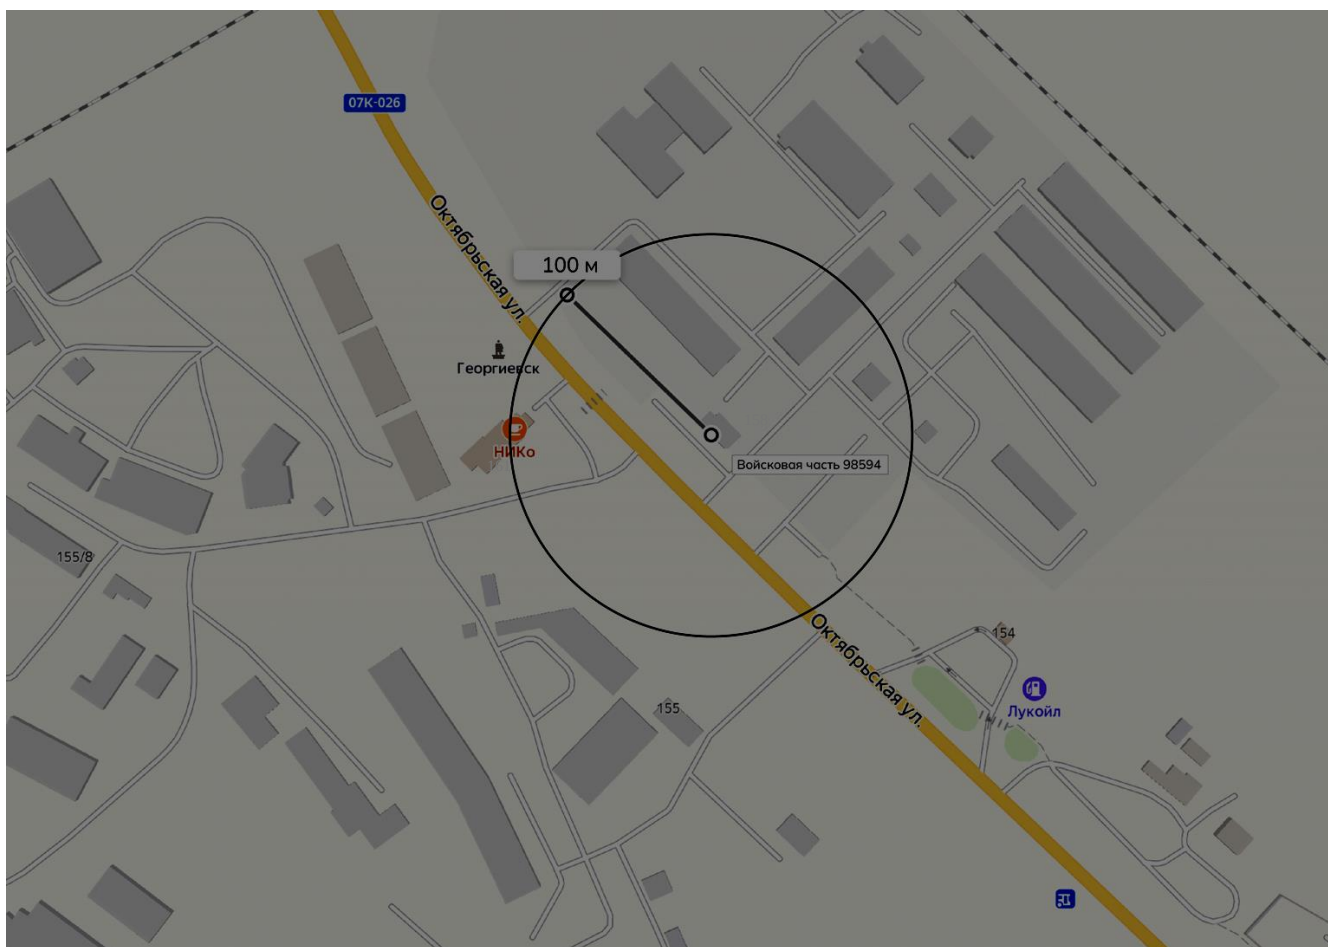 07К-026
Октябрьская ул.
100 м
Георгиевск
НИКо
Войсковая часть 98594
155/8
Октябрьская ул.
154
Лукойл
155